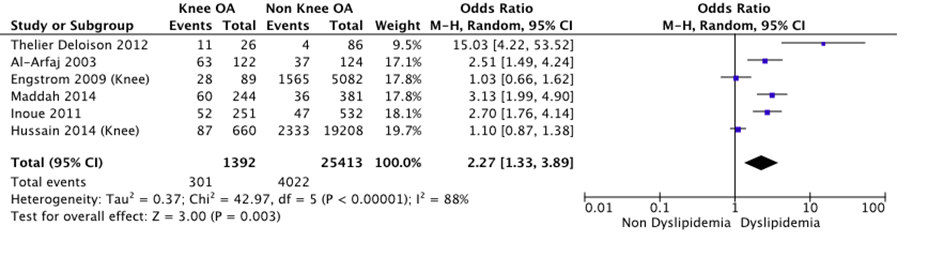 Knee OA Non Knee OA Odds Ratio Odds Ratio
Study or Subgroup Events Total Events Total Weight M-H, Random, 95% CI M-H, Random, 95% CI
Thelier Deloison 2012 11 26 4 86 9.5% 15.03 [4.22, 53.52]
Al-Arfaj 2003 63 122 37 124 17.1% 2.51 [1.49, 4.24]
Engstrom 2009 (Knee) 28 89 1565 5082 17.8% 1.03 [0.66, 1.62]
Maddah 2014 60 244 36 381 17.8% 3.13 [1.99, 4.90]
Inoue 2011 52 251 47 532 18.1% 2.70 [1.76, 4.14]
Hussain 2014 (Knee) 87 660 2333 19208 19.7% 1.10 [0.87, 1.38]
Total (95% CI) 1392 25413 100.0% 2.27 [1.33, 3.89]
Total events 301 4022
Heterogeneity: Tau² = 0.37; Chi² = 42.97, df = 5 (P < 0.00001); I² = 88%
Test for overall effect: Z = 3.00 (P = 0.003)
0.01 0.1 1 10 100
Non Dyslipidemia Dyslipidemia